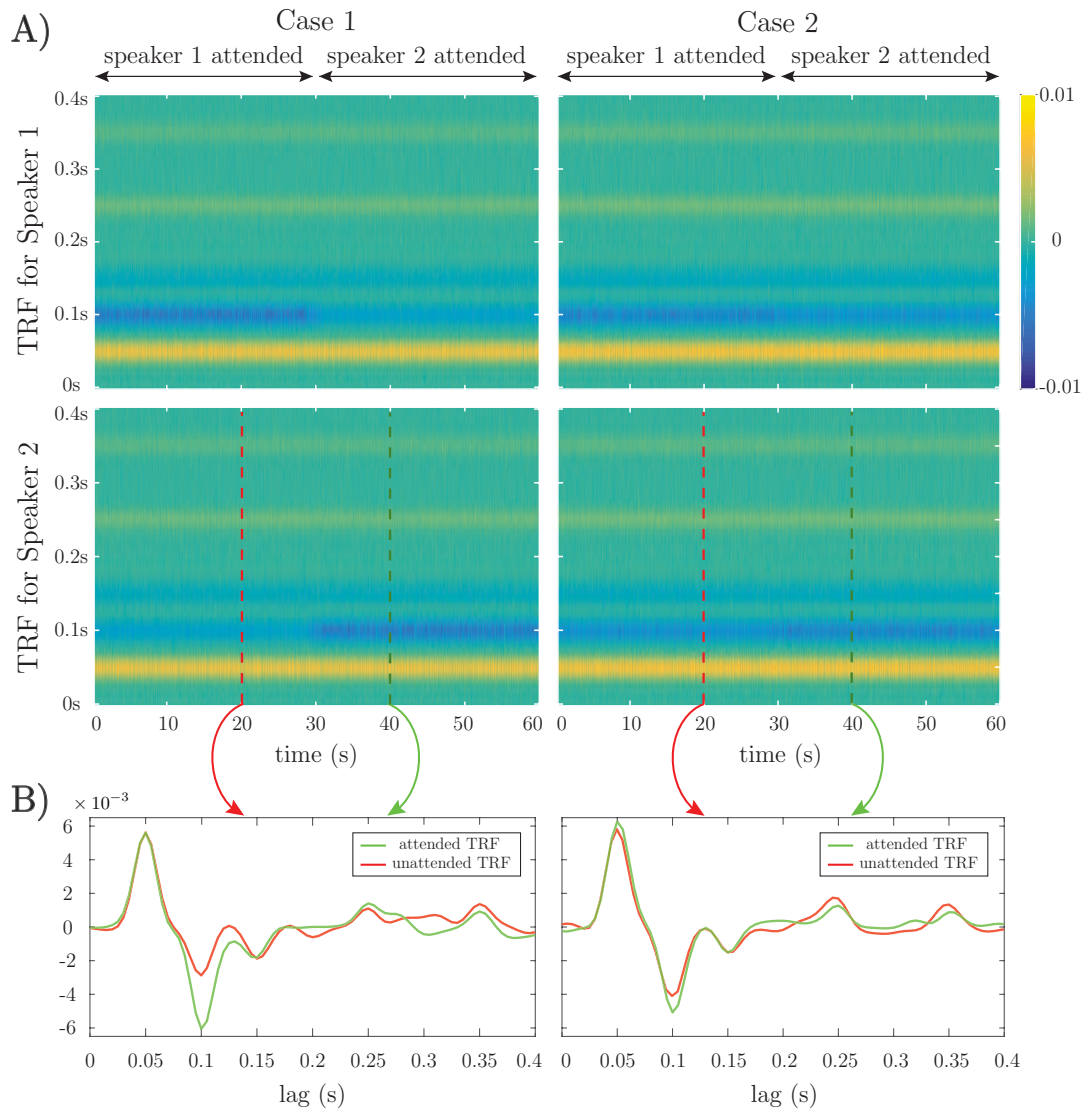 A)
Case 1
Case 2
speaker 1 attended
speaker 2 attended
speaker 1 attended
speaker 2 attended
TRF for Speaker 1
0.4s
0.3s
0.2s
0.1s
0s
0.01
0
-0.01
TRF for Speaker 2
0.4s
0.3s
0.2s
0.1s
0s
0 10 20 30 40 50 60
time (s)
0 10 20 30 40 50 60
time (s)
B)
× 10⁻³
6
4
2
0
-2
-4
-6
attended TRF
unattended TRF
attended TRF
unattended TRF
0 0.05 0.1 0.15 0.2 0.25 0.3 0.35 0.4
lag (s)
0 0.05 0.1 0.15 0.2 0.25 0.3 0.35 0.4
lag (s)